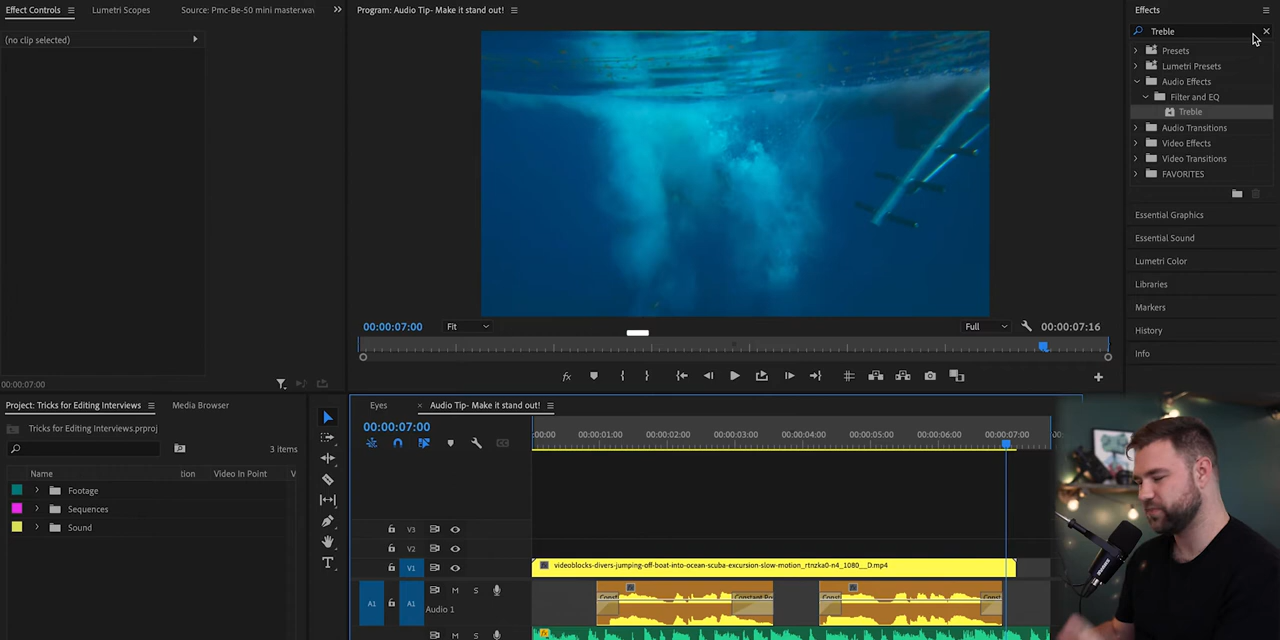 Effect Controls
Lumetri Scopes
Source: Pmc-Be-50 mini master.wav
Program: Audio Tip- Make it stand out!
Effects
(no clip selected)
Treble
Presets
Lumetri Presets
Audio Effects
Filter and EQ
Treble
Audio Transitions
Video Effects
Video Transitions
FAVORITES
Essential Graphics
Essential Sound
Lumetri Color
Libraries
Markers
History
Info
00:00:07:00
Fit
Full
00:00:07:16
00:00:07:00
Project: Tricks for Editing Interviews
Media Browser
Tricks for Editing Interviews.prproj
3 items
Name
tion
Video In Point
V
Footage
Sequences
Sound
Eyes
× Audio Tip- Make it stand out!
00:00:07:00
:00:00
00:00:01:00
00:00:02:00
00:00:03:00
00:00:04:00
00:00:05:00
00:00:06:00
00:00:07:00
V3
V2
V1
videoblocks-divers-jumping-off-boat-into-ocean-scuba-excursion-slow-motion_rtnzka0-n4_1080__D.mp4
A1
A1
M
S
Audio 1
Const
Constant Po
Const
Const
M
S